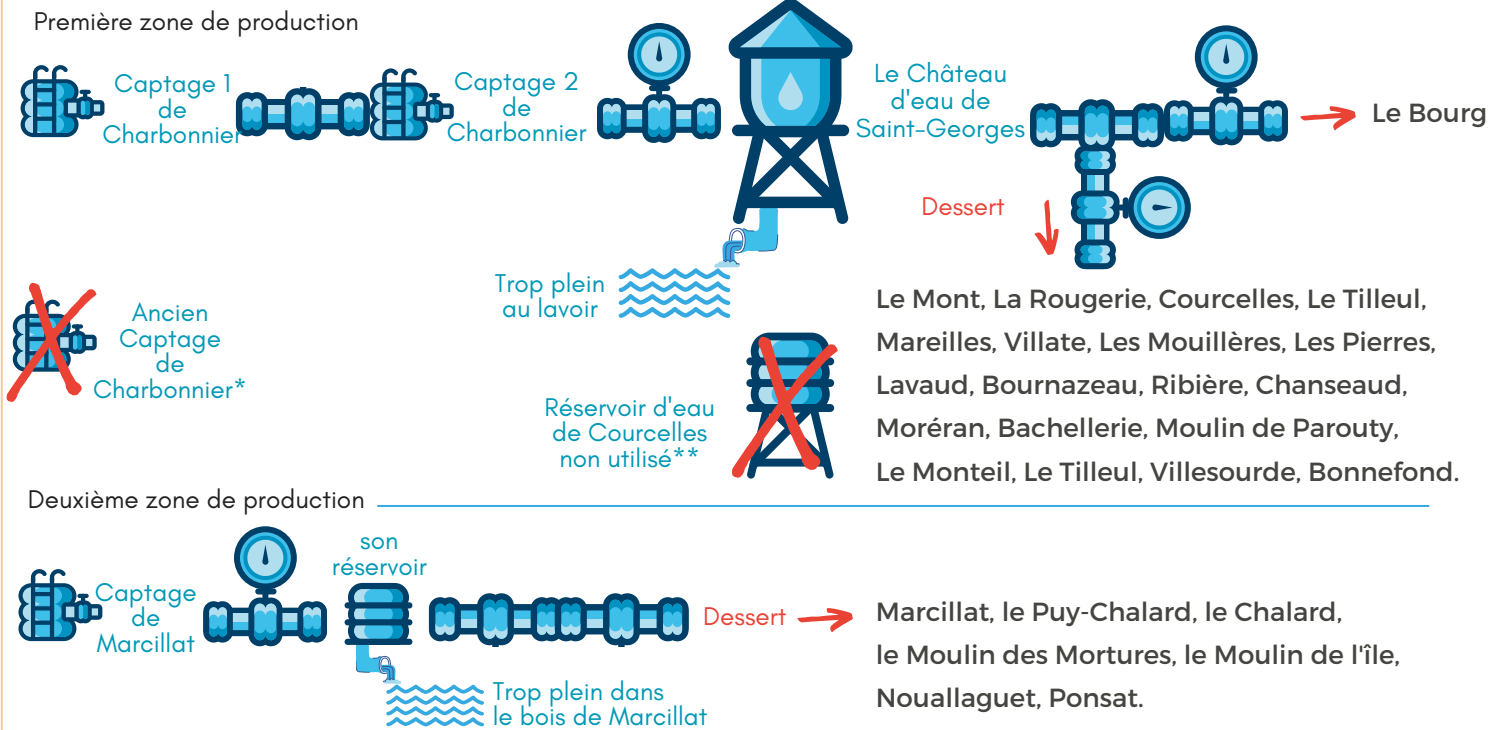 Première zone de production
Captage 1
de
Charbonnier
Captage 2
de
Charbonnier
Le Château
d'eau de
Saint-Georges
Le Bourg
Dessert
Trop plein
au lavoir
Ancien
Captage
de
Charbonnier*
Réservoir d'eau
de Courcelles
non utilisé**
Le Mont, La Rougerie, Courcelles, Le Tilleul,
Mareilles, Villate, Les Mouillères, Les Pierres,
Lavaud, Bournazeau, Ribière, Chanseaud,
Moréran, Bachellerie, Moulin de Parouty,
Le Monteil, Le Tilleul, Villesourde, Bonnefond.
Deuxième zone de production
Captage
de
Marcillat
son
réservoir
Dessert
Trop plein dans
le bois de Marcillat
Marcillat, le Puy-Chalard, le Chalard,
le Moulin des Mortures, le Moulin de l'île,
Nouallaguet, Ponsat.